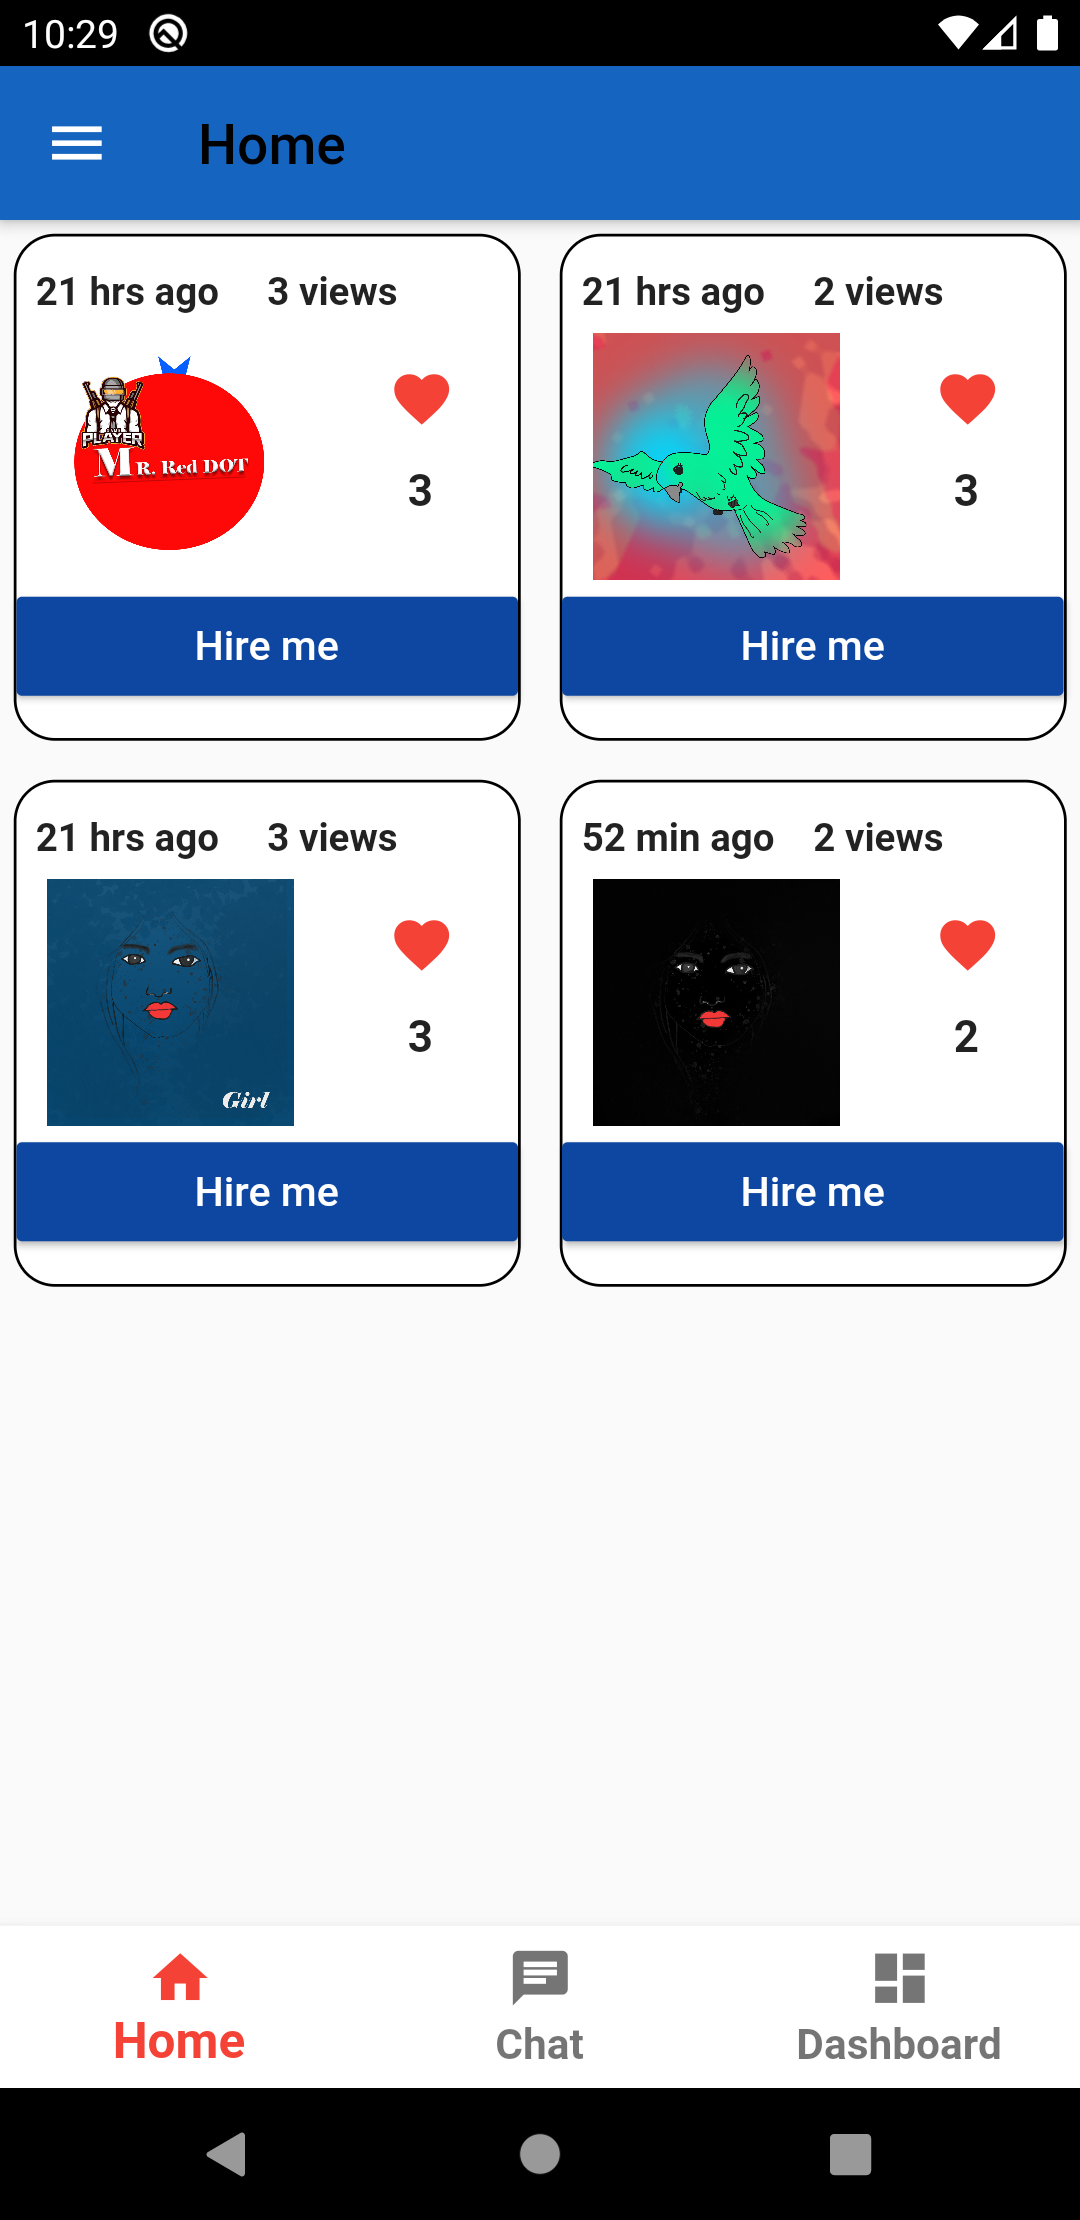 10:29
Home
21 hrs ago 3 views
PLAYER
MR. Red DOT
3
Hire me
21 hrs ago 2 views
3
Hire me
21 hrs ago 3 views
Girl
3
Hire me
52 min ago 2 views
2
Hire me
Home
Chat
Dashboard